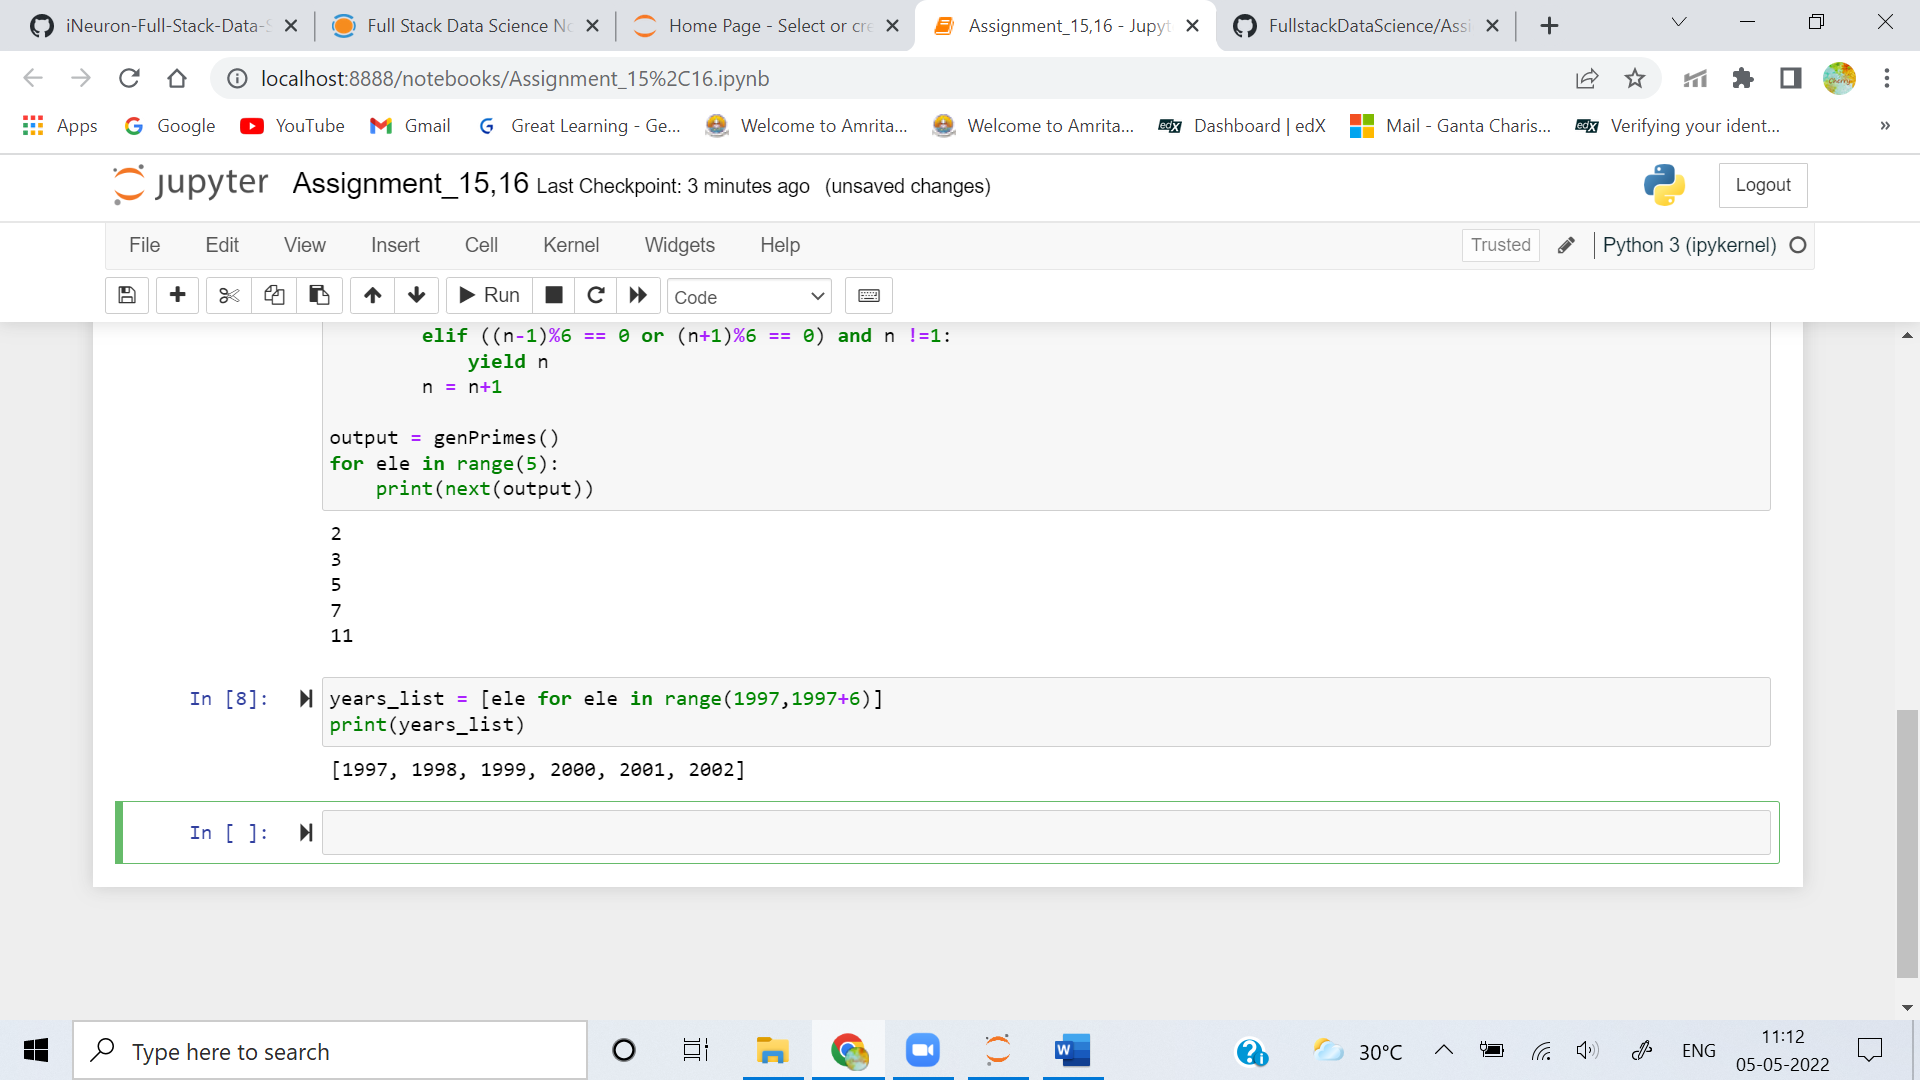 iNeuron-Full-Stack-Data-S
Full Stack Data Science No
Home Page - Select or cre
Assignment_15,16 - Jupyt
FullstackDataScience/Assi
localhost:8888/notebooks/Assignment_15%2C16.ipynb
Apps Google YouTube Gmail Great Learning - Ge... Welcome to Amrita... Welcome to Amrita... edX Dashboard | edX Mail - Ganta Charis... edX Verifying your ident... »
jupyter Assignment_15,16 Last Checkpoint: 3 minutes ago (unsaved changes) Logout
File Edit View Insert Cell Kernel Widgets Help Trusted Python 3 (ipykernel)
Run Code
elif ((n-1)%6 == 0 or (n+1)%6 == 0) and n !=1:
yield n
n = n+1
output = genPrimes()
for ele in range(5):
print(next(output))
2
3
5
7
11
In [8]: years_list = [ele for ele in range(1997,1997+6)]
print(years_list)
[1997, 1998, 1999, 2000, 2001, 2002]
In [ ]:
Type here to search 30°C ENG 11:12
05-05-2022